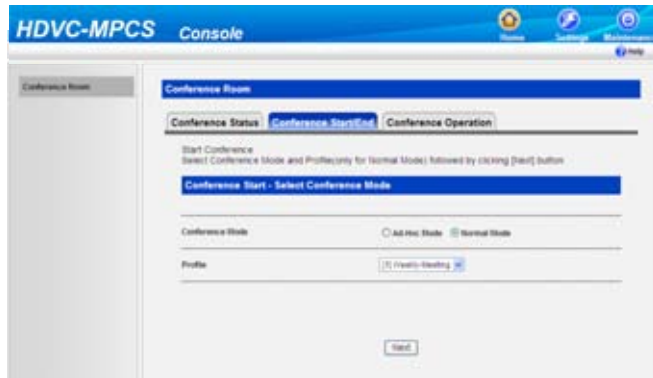 HDVC-MPCS Console
Home Settings Maintenance
Help
Conference Room
Conference Room
Conference Status Conference Start/End Conference Operation
Start Conference
Select Conference Mode and Profile(only for Normal Mode) followed by clicking [Next] button
Conference Start - Select Conference Mode
Conference Mode Ad-Hoc Mode Normal Mode
Profile [1] Weekly-Meeting
Next